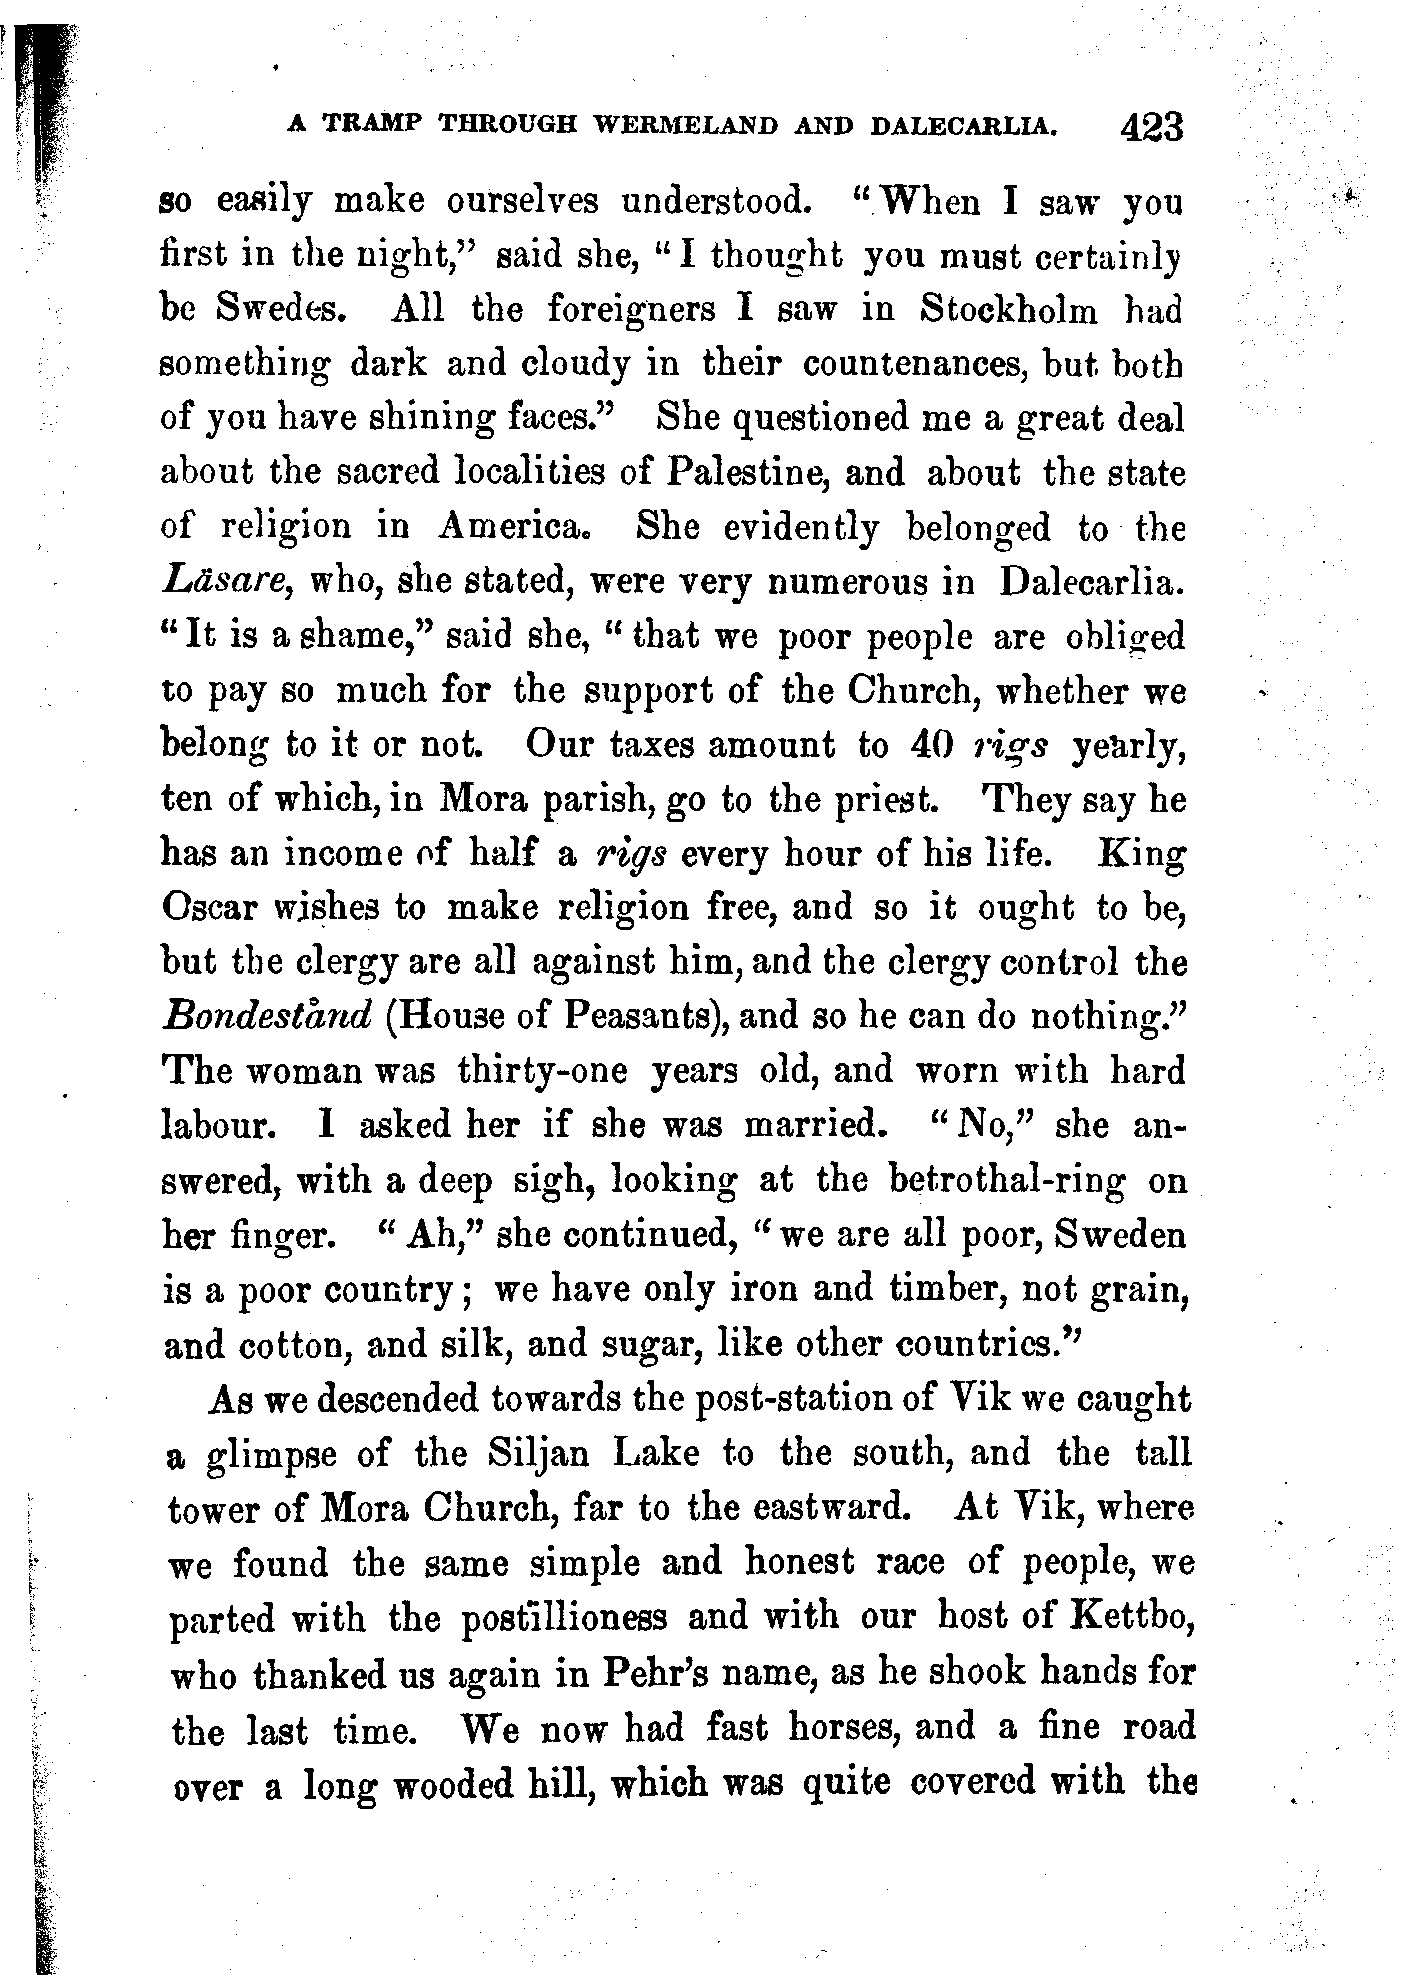 A TRAMP THROUGH WERMELAND AND DALECARLIA. 423
so easily make ourselves understood. "When I saw you
first in the night," said she, "I thought you must certainly
be Swedes. All the foreigners I saw in Stockholm had
something dark and cloudy in their countenances, but both
of you have shining faces." She questioned me a great deal
about the sacred localities of Palestine, and about the state
of religion in America. She evidently belonged to the
Läsare, who, she stated, were very numerous in Dalecarlia.
"It is a shame," said she, "that we poor people are obliged
to pay so much for the support of the Church, whether we
belong to it or not. Our taxes amount to 40 rigs yearly,
ten of which, in Mora parish, go to the priest. They say he
has an income of half a rigs every hour of his life. King
Oscar wishes to make religion free, and so it ought to be,
but the clergy are all against him, and the clergy control the
Bondestånd (House of Peasants), and so he can do nothing."
The woman was thirty-one years old, and worn with hard
labour. I asked her if she was married. "No," she an-
swered, with a deep sigh, looking at the betrothal-ring on
her finger. "Ah," she continued, "we are all poor, Sweden
is a poor country; we have only iron and timber, not grain,
and cotton, and silk, and sugar, like other countries."
As we descended towards the post-station of Vik we caught
a glimpse of the Siljan Lake to the south, and the tall
tower of Mora Church, far to the eastward. At Vik, where
we found the same simple and honest race of people, we
parted with the postillioness and with our host of Kettbo,
who thanked us again in Pehr's name, as he shook hands for
the last time. We now had fast horses, and a fine road
over a long wooded hill, which was quite covered with the